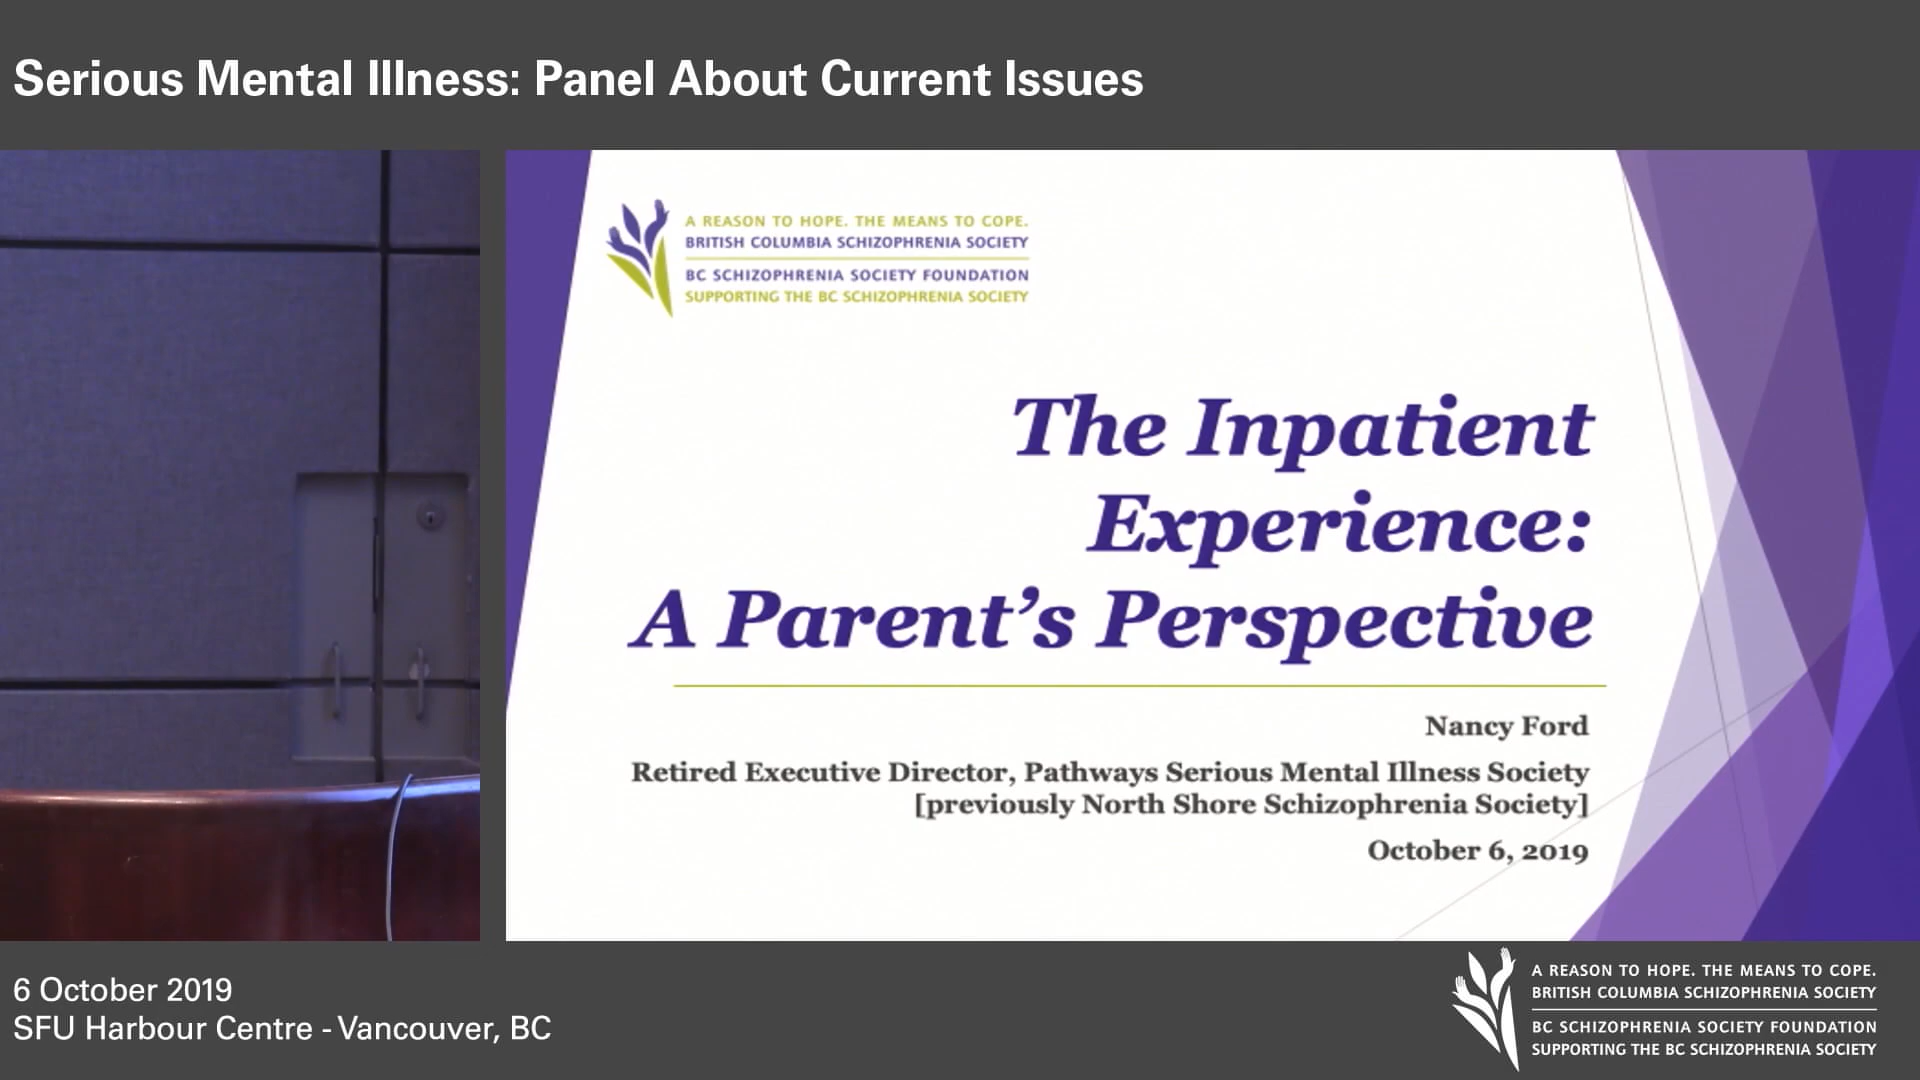 Serious Mental Illness: Panel About Current Issues
A REASON TO HOPE. THE MEANS TO COPE.
BRITISH COLUMBIA SCHIZOPHRENIA SOCIETY
BC SCHIZOPHRENIA SOCIETY FOUNDATION
SUPPORTING THE BC SCHIZOPHRENIA SOCIETY
The Inpatient
Experience:
A Parent’s Perspective
Nancy Ford
Retired Executive Director, Pathways Serious Mental Illness Society
[previously North Shore Schizophrenia Society]
October 6, 2019
6 October 2019
SFU Harbour Centre - Vancouver, BC
A REASON TO HOPE. THE MEANS TO COPE.
BRITISH COLUMBIA SCHIZOPHRENIA SOCIETY
BC SCHIZOPHRENIA SOCIETY FOUNDATION
SUPPORTING THE BC SCHIZOPHRENIA SOCIETY